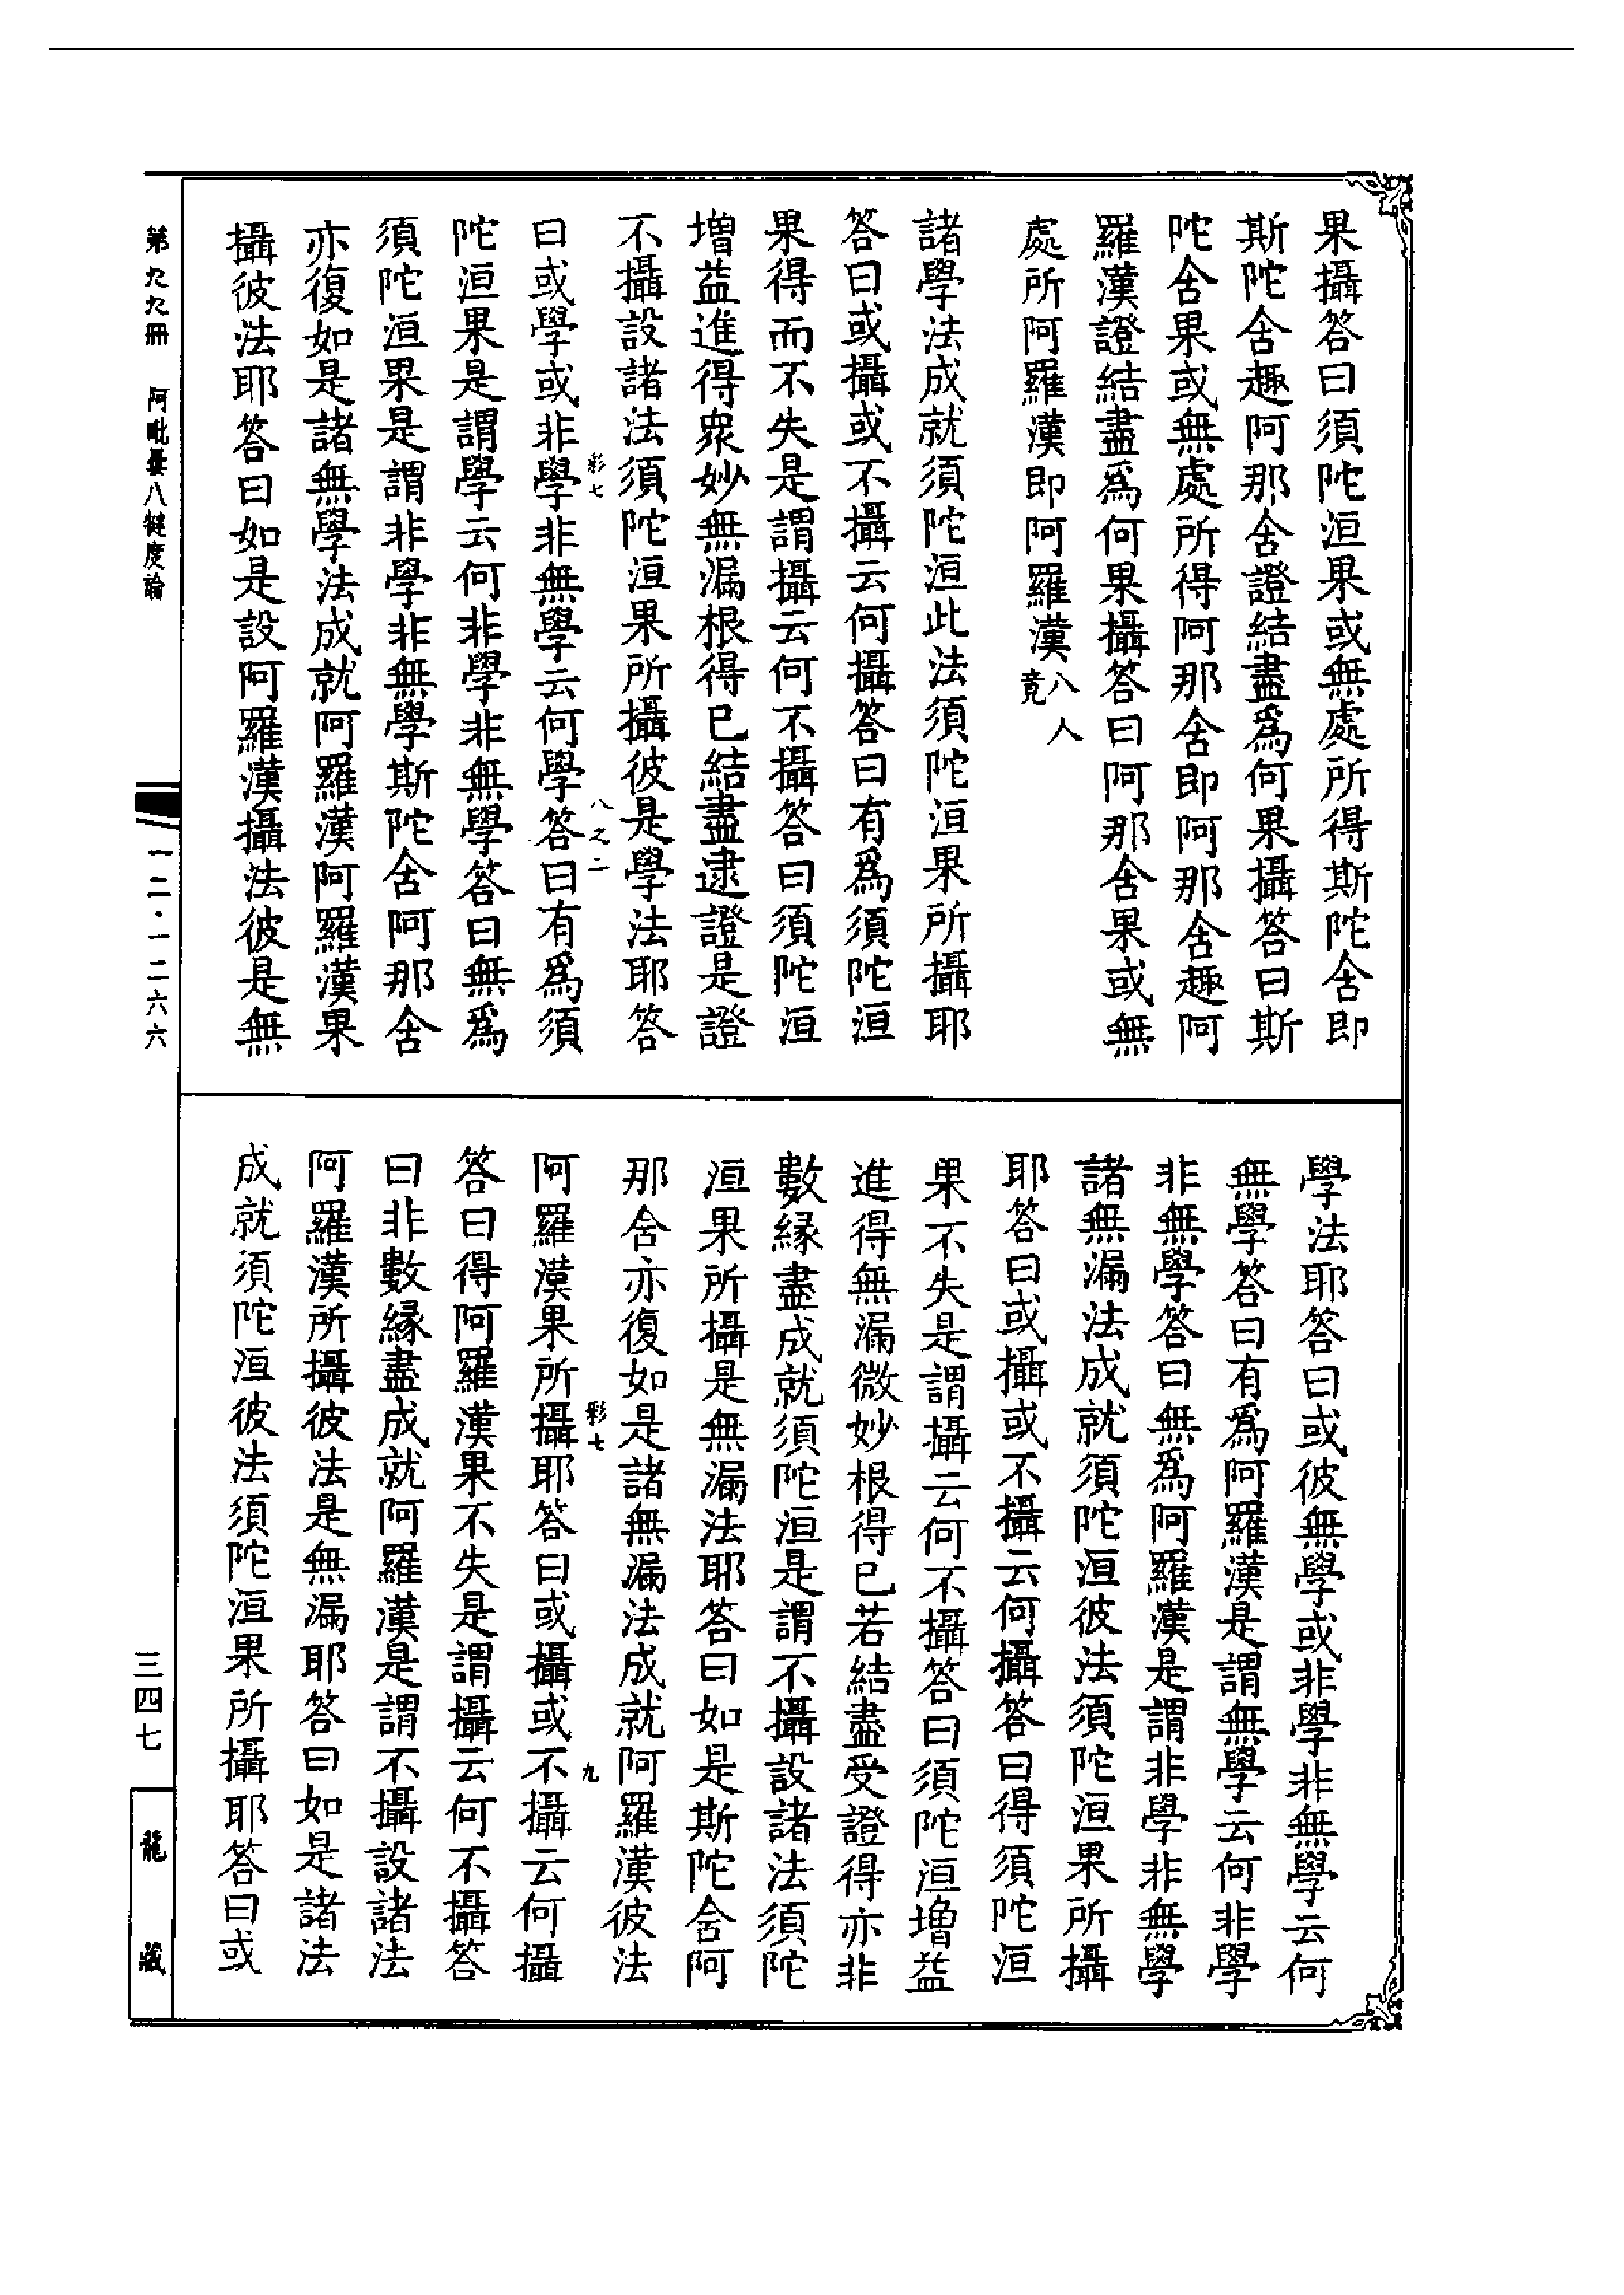 果攝答曰須陀洹果或無處所得斯陀含即
斯陀含趣阿那含證結盡爲何果攝答曰斯
陀含果或無處所得阿那含即阿那含趣阿
羅漢證結盡爲何果攝答曰阿那含果或無
處所阿羅漢即阿羅漢八人竟
諸學法成就須陀洹此法須陀洹果所攝耶
答曰或攝或不攝云何攝答曰有爲須陀洹
果得而不失是謂攝云何不攝答曰須陀洹
增益進得衆妙無漏根得已結盡逮證是證
不攝設諸法須陀洹果所攝彼是學法耶答
彩七
八之二
曰或學或非學非無學云何學答曰有爲須
陀洹果是謂學云何非學非無學答曰無爲
須陀洹果是謂非學非無學斯陀含阿那含
亦復如是諸無學法成就阿羅漢阿羅漢果
攝彼法耶答曰如是設阿羅漢攝法彼是無
學法耶答曰或彼無學或非學非無學云何
無學答曰有爲阿羅漢是謂無學云何非學
非無學答曰無爲阿羅漢是謂非學非無學
諸無漏法成就須陀洹彼法須陀洹果所攝
耶答曰或攝或不攝云何攝答曰得須陀洹
果不失是謂攝云何不攝答曰須陀洹增益
進得無漏微妙根得已若結盡受證得亦非
數緣盡成就須陀洹是謂不攝設諸法須陀
洹果所攝是無漏法耶答曰如是斯陀含阿
那含亦復如是諸無漏法成就阿羅漢彼法
彩七
九
阿羅漢果所攝耶答曰或攝或不攝云何攝
答曰得阿羅漢果不失是謂攝云何不攝答
曰非數緣盡成就阿羅漢是謂不攝設諸法
阿羅漢所攝彼法是無漏耶答曰如是諸法
成就須陀洹彼法須陀洹果所攝耶答曰或
第九九冊 阿毗曇八犍度論
一二·一二六六
三四七
龍藏